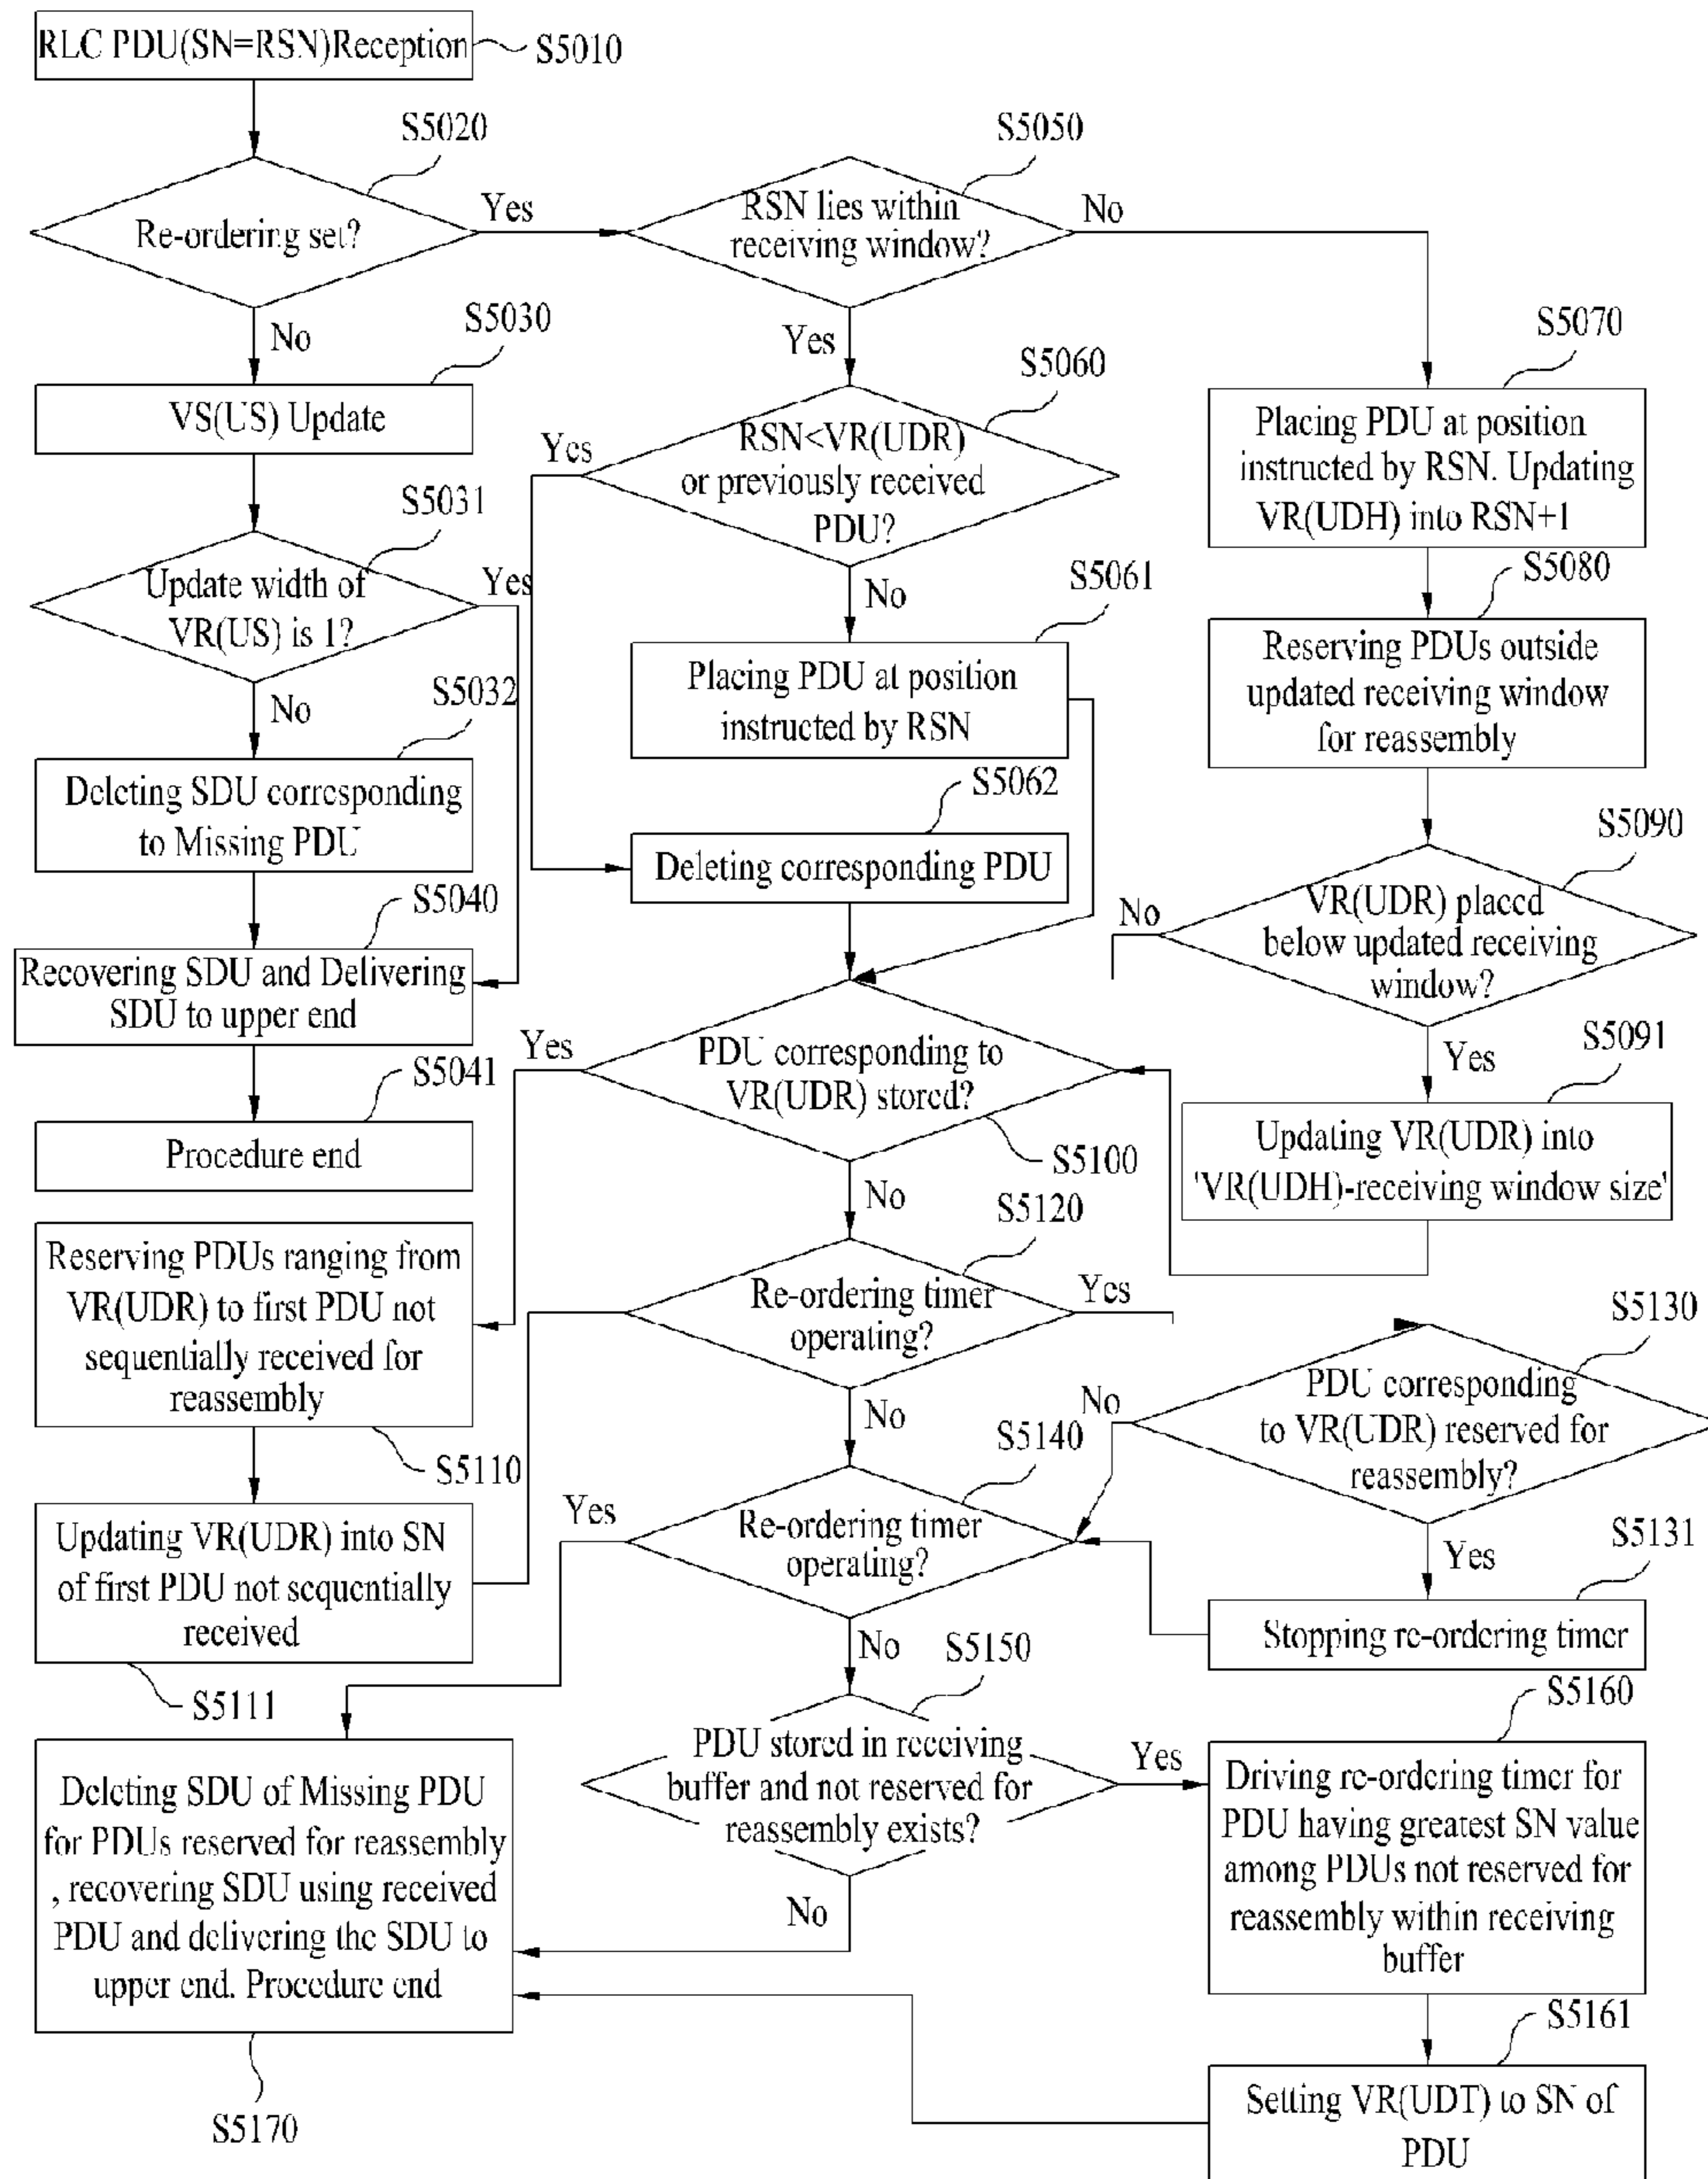 RLC PDU(SN=RSN)Reception
S5010
S5020
Re-ordering set?
Yes
No
S5050
RSN lies within
receiving window?
No
Yes
S5030
VS(US) Update
S5031
Update width of
VR(US) is 1?
Yes
No
S5032
Deleting SDU corresponding
to Missing PDU
S5040
Recovering SDU and Delivering
SDU to upper end
S5041
Procedure end
S5060
RSN<VR(UDR)
or previously received
PDU?
Yes
No
S5061
Placing PDU at position
instructed by RSN
S5062
Deleting corresponding PDU
S5070
Placing PDU at position
instructed by RSN. Updating
VR(UDH) into RSN+1
S5080
Reserving PDUs outside
updated receiving window
for reassembly
S5090
VR(UDR) placed
below updated receiving
window?
No
Yes
S5091
Updating VR(UDR) into
'VR(UDH)-receiving window size'
PDU corresponding to
VR(UDR) stored?
S5100
Yes
No
Reserving PDUs ranging from
VR(UDR) to first PDU not
sequentially received for
reassembly
S5110
Updating VR(UDR) into SN
of first PDU not sequentially
received
S5111
S5120
Re-ordering timer
operating?
Yes
No
S5130
PDU corresponding
to VR(UDR) reserved for
reassembly?
No
Yes
S5131
Stopping re-ordering timer
S5140
Re-ordering timer
operating?
Yes
No
S5150
PDU stored in receiving
buffer and not reserved for
reassembly exists?
Yes
No
S5160
Driving re-ordering timer for
PDU having greatest SN value
among PDUs not reserved for
reassembly within receiving
buffer
S5161
Setting VR(UDT) to SN of
PDU
Deleting SDU of Missing PDU
for PDUs reserved for reassembly
, recovering SDU using received
PDU and delivering the SDU to
upper end. Procedure end
S5170